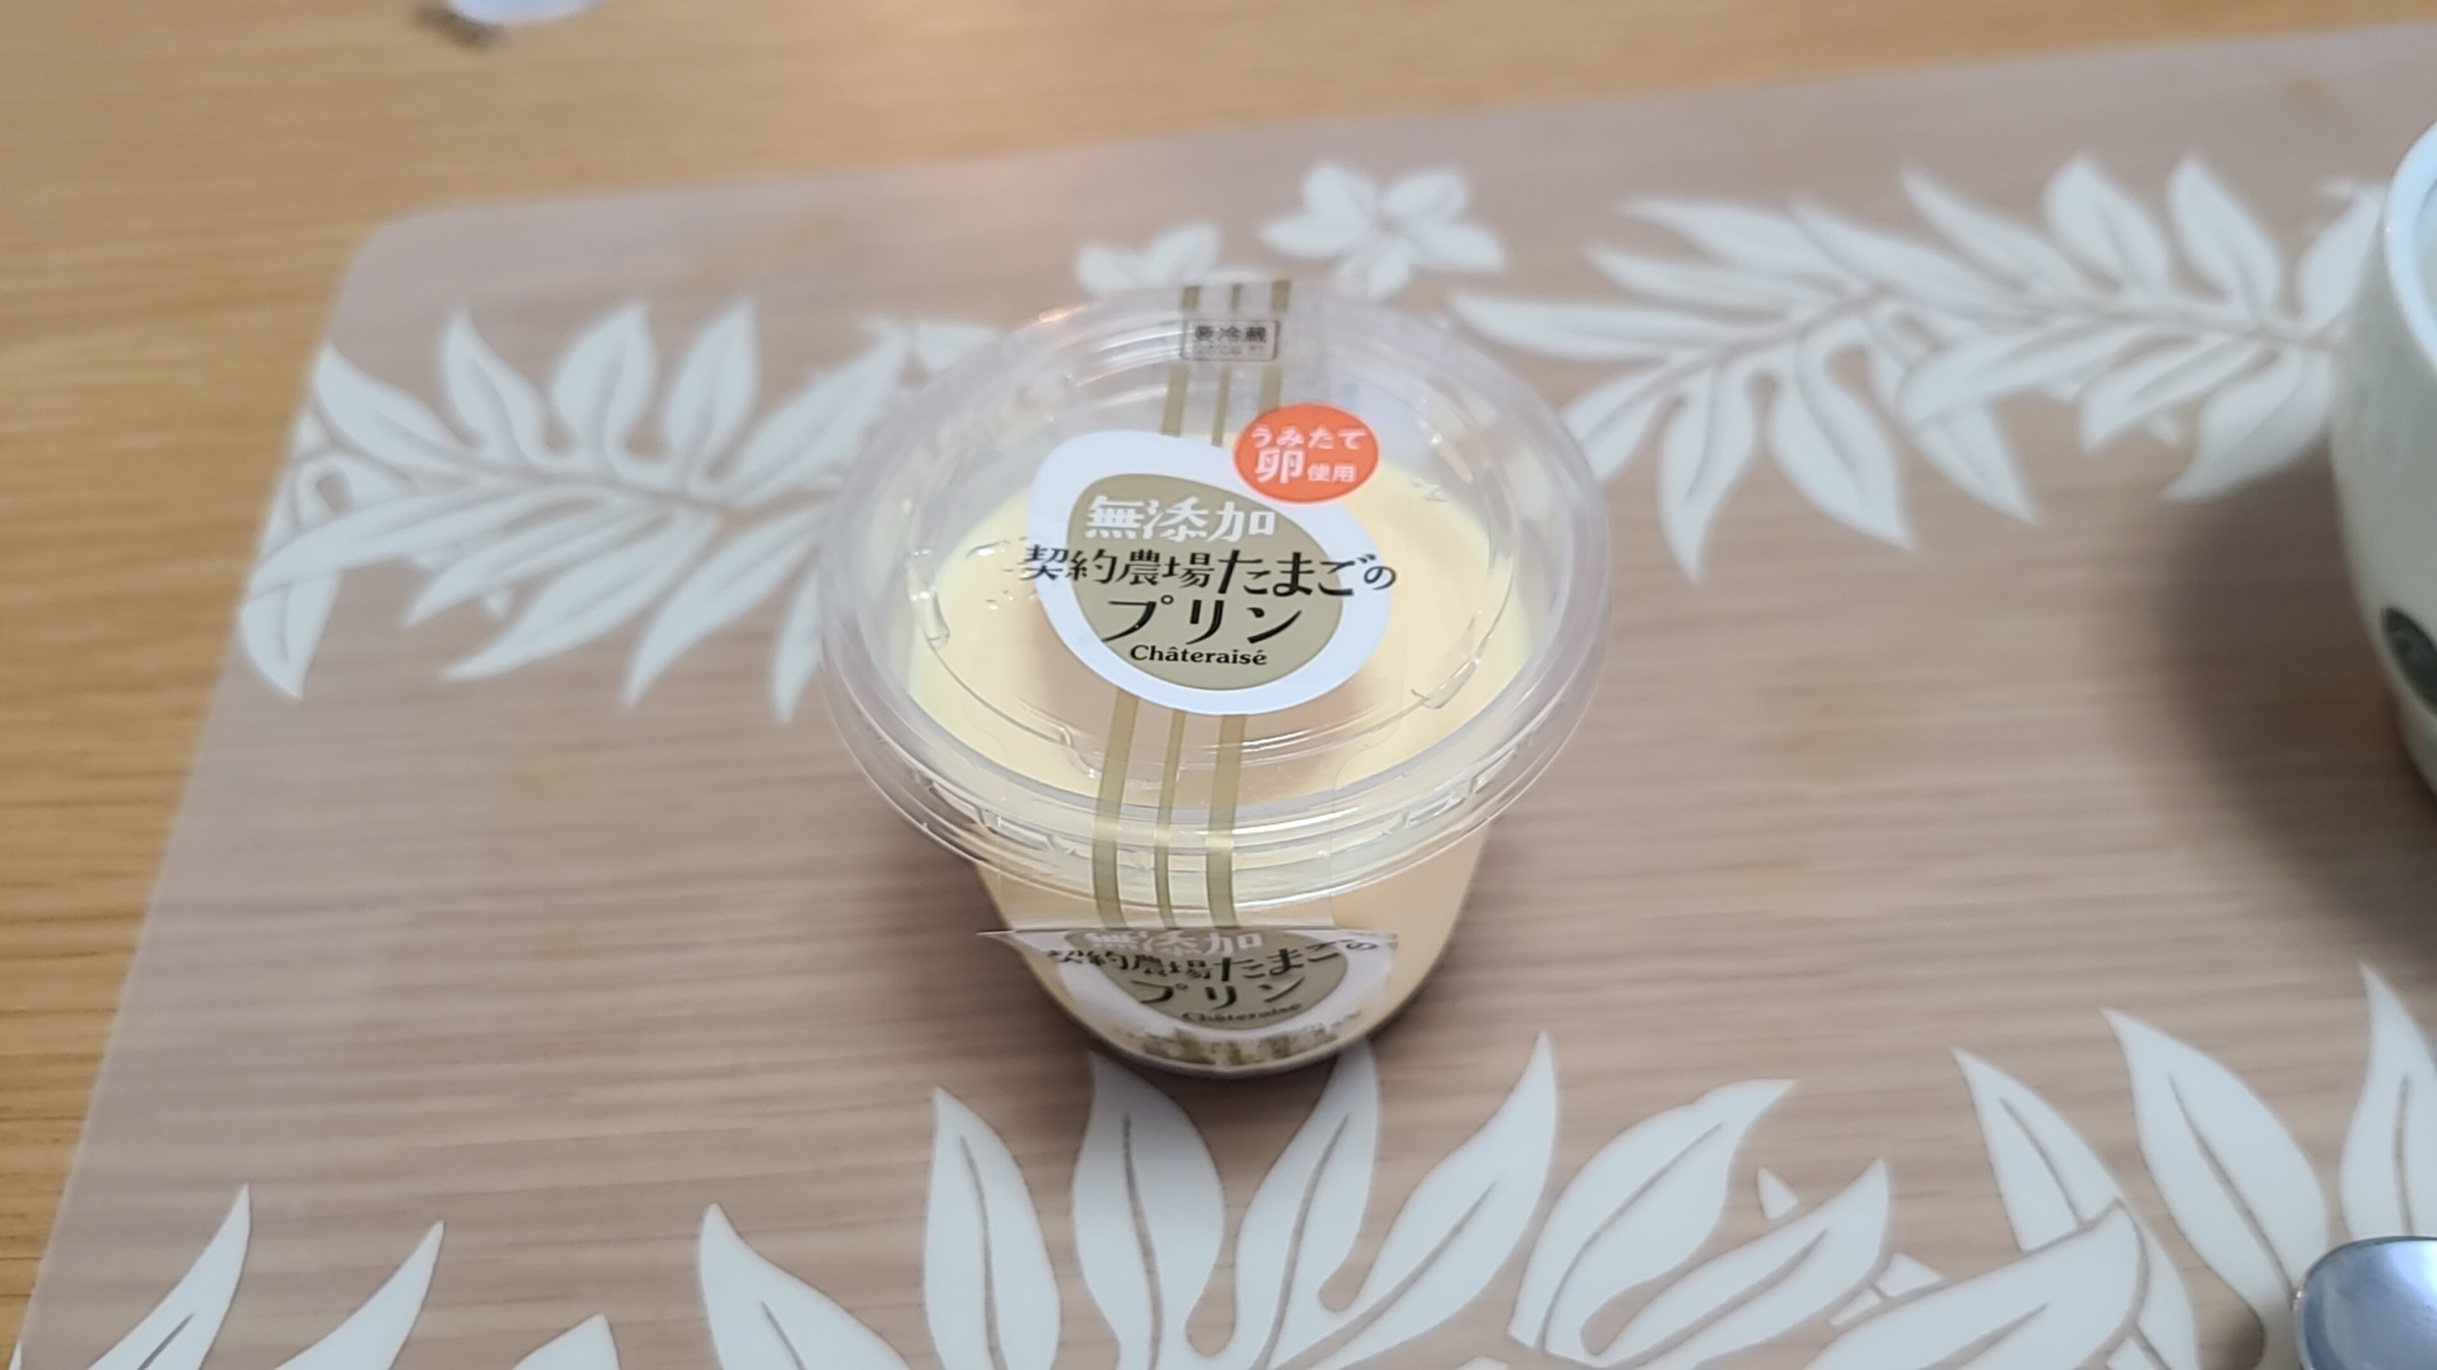 要冷蔵
うみたて
卵使用
無添加
契約農場たまごの
プリン
Châteraisé
無添加
契約農場たまごの
プリン
Châteraisé